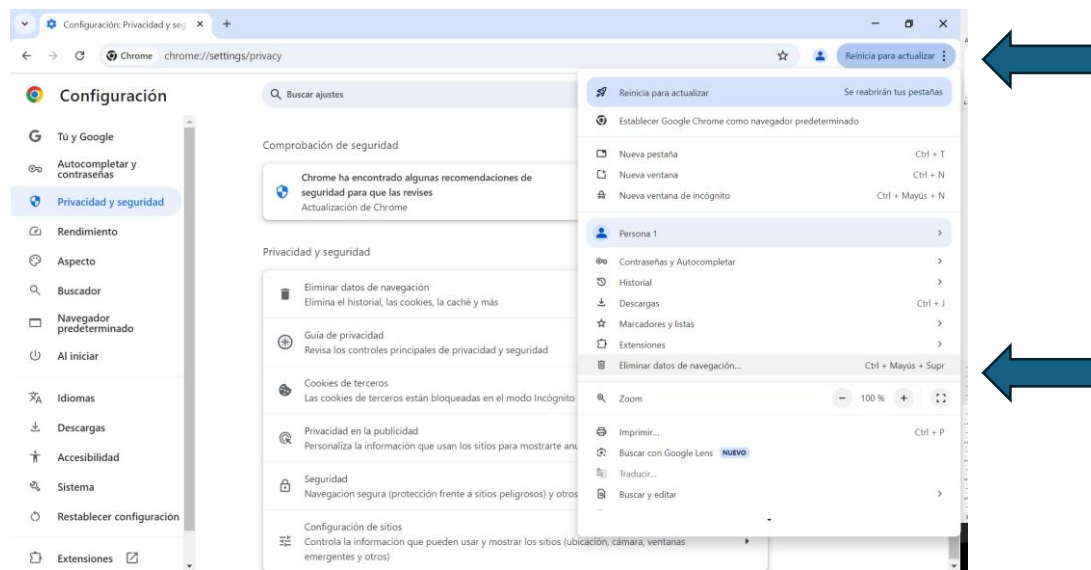 Configuración: Privacidad y seg
Chrome chrome://settings/privacy
Reinicia para actualizar
Configuración
Tú y Google
Autocompletar y
contraseñas
Privacidad y seguridad
Rendimiento
Aspecto
Buscador
Navegador
predeterminado
Al iniciar
Idiomas
Descargas
Accesibilidad
Sistema
Restablecer configuración
Extensiones
Buscar ajustes
Comprobación de seguridad
Chrome ha encontrado algunas recomendaciones de
seguridad para que las revises
Actualización de Chrome
Privacidad y seguridad
Eliminar datos de navegación
Elimina el historial, las cookies, la caché y más
Guía de privacidad
Revisa los controles principales de privacidad y seguridad
Cookies de terceros
Las cookies de terceros están bloqueadas en el modo Incógnito
Privacidad en la publicidad
Personaliza la información que usan los sitios para mostrarte anu
Seguridad
Navegación segura (protección frente a sitios peligrosos) y otros
Configuración de sitios
Controla la información que pueden usar y mostrar los sitios (ubicación, cámara, ventanas
emergentes y otros)
Reinicia para actualizar Se reabrirán tus pestañas
Establecer Google Chrome como navegador predeterminado
Nueva pestaña Ctrl + T
Nueva ventana Ctrl + N
Nueva ventana de incógnito Ctrl + Mayús + N
Persona 1
Contraseñas y Autocompletar
Historial
Descargas Ctrl + J
Marcadores y listas
Extensiones
Eliminar datos de navegación... Ctrl + Mayús + Supr
Zoom - 100 % +
Imprimir... Ctrl + P
Buscar con Google Lens NUEVO
Traducir...
Buscar y editar